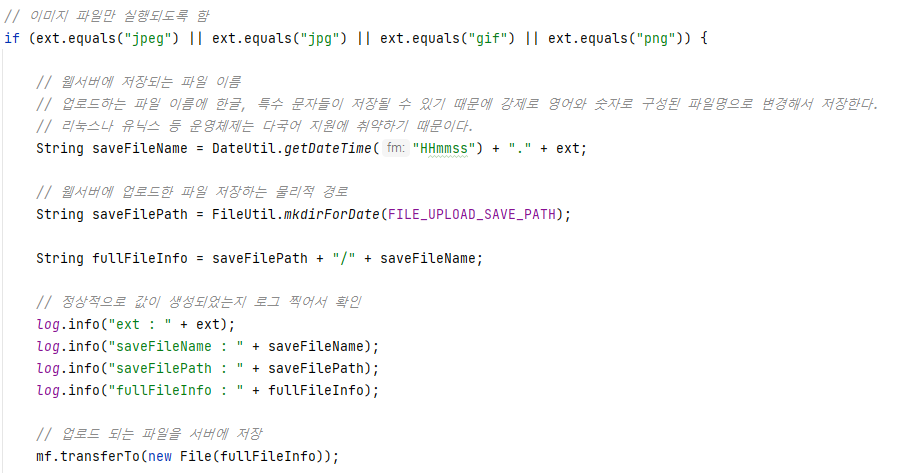 // 이미지 파일만 실행되도록 함
if (ext.equals("jpeg") || ext.equals("jpg") || ext.equals("gif") || ext.equals("png")) {
// 웹서버에 저장되는 파일 이름
// 업로드하는 파일 이름에 한글, 특수 문자들이 저장될 수 있기 때문에 강제로 영어와 숫자로 구성된 파일명으로 변경해서 저장한다.
// 리눅스나 유닉스 등 운영체제는 다국어 지원에 취약하기 때문이다.
String saveFileName = DateUtil.getDateTime( fm: "HHmmss") + "." + ext;
// 웹서버에 업로드한 파일 저장하는 물리적 경로
String saveFilePath = FileUtil.mkdirForDate(FILE_UPLOAD_SAVE_PATH);
String fullFileInfo = saveFilePath + "/" + saveFileName;
// 정상적으로 값이 생성되었는지 로그 찍어서 확인
log.info("ext : " + ext);
log.info("saveFileName : " + saveFileName);
log.info("saveFilePath : " + saveFilePath);
log.info("fullFileInfo : " + fullFileInfo);
// 업로드 되는 파일을 서버에 저장
mf.transferTo(new File(fullFileInfo));